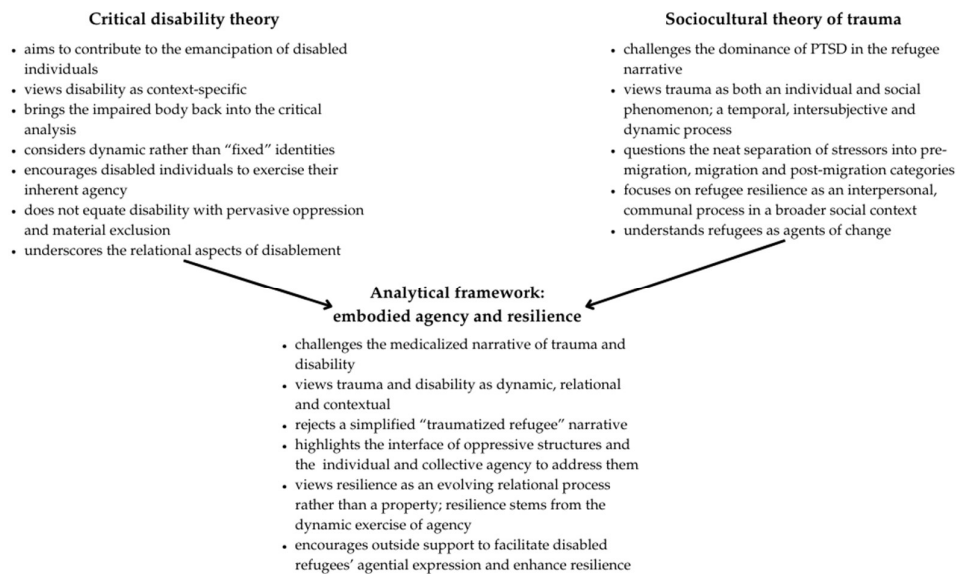 Critical disability theory
• aims to contribute to the emancipation of disabled
individuals
• views disability as context-specific
• brings the impaired body back into the critical
analysis
• considers dynamic rather than “fixed” identities
• encourages disabled individuals to exercise their
inherent agency
• does not equate disability with pervasive oppression
and material exclusion
• underscores the relational aspects of disablement
Sociocultural theory of trauma
• challenges the dominance of PTSD in the refugee
narrative
• views trauma as both an individual and social
phenomenon; a temporal, intersubjective and
dynamic process
• questions the neat separation of stressors into pre-
migration, migration and post-migration categories
• focuses on refugee resilience as an interpersonal,
communal process in a broader social context
• understands refugees as agents of change
Analytical framework:
embodied agency and resilience
• challenges the medicalized narrative of trauma and
disability
• views trauma and disability as dynamic, relational
and contextual
• rejects a simplified “traumatized refugee” narrative
• highlights the interface of oppressive structures and
the individual and collective agency to address them
• views resilience as an evolving relational process
rather than a property; resilience stems from the
dynamic exercise of agency
• encourages outside support to facilitate disabled
refugees’ agential expression and enhance resilience